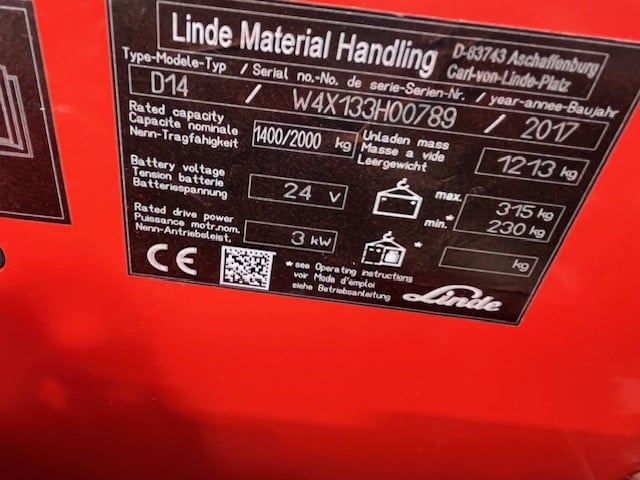 Linde Material Handling
D-63743 Aschaffenburg
Carl-von-Linde-Platz
Type-Modele-Typ / Serial no.-No. de serie-Serien-Nr. / year-annee-Baujahr
D14 / W4X133H00789 / 2017
Rated capacity
Capacite nominale
Nenn-Tragfähigkeit
1400/2000 kg
Unladen mass
Masse a vide
Leergewicht
1213 kg
Battery voltage
Tension batterie
Batteriespannung
24 v
max. 315 kg
min.* 230 kg
Rated drive power
Puissance motr.nom.
Nenn-Antriebsleist.
3 kW
* kg
CE
*see Operating instructions
voir Mode d'emploi
siehe Betriebsanleitung
Linde